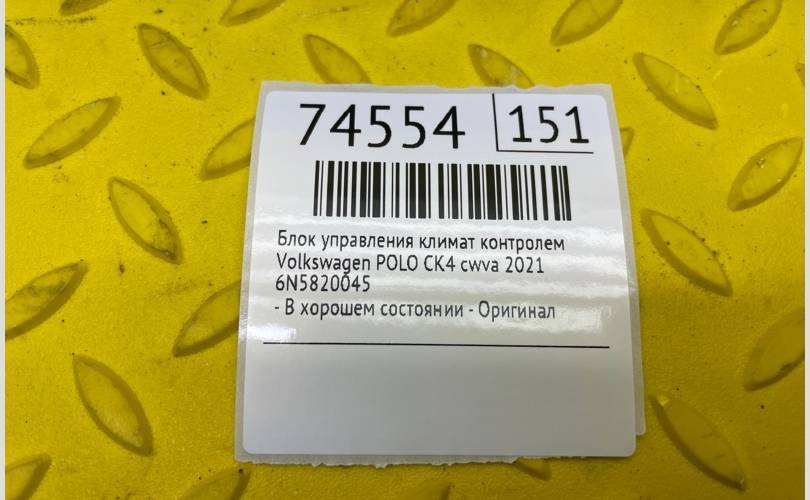 74554 151
Блок управления климат контролем
Volkswagen POLO CK4 cwva 2021
6N5820045
- В хорошем состоянии - Оригинал